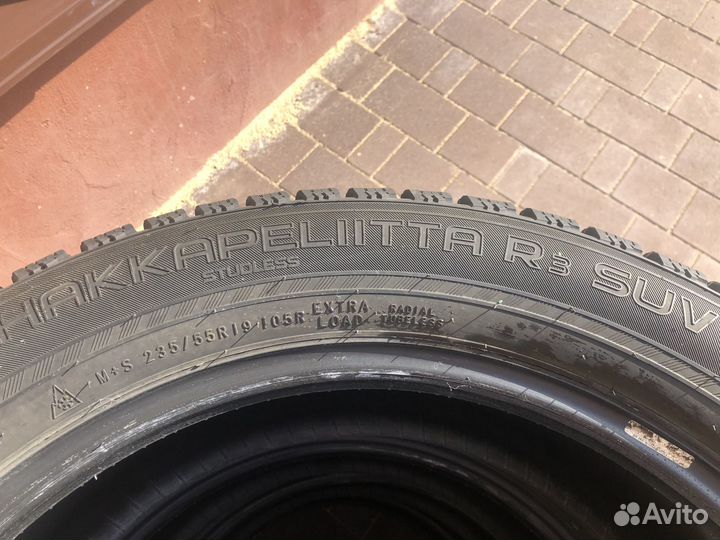 HAKKAPELIITTA R3 SUV
STUDLESS
M+S 235/55R19 105R EXTRA LOAD RADIAL TUBELESS
Avito